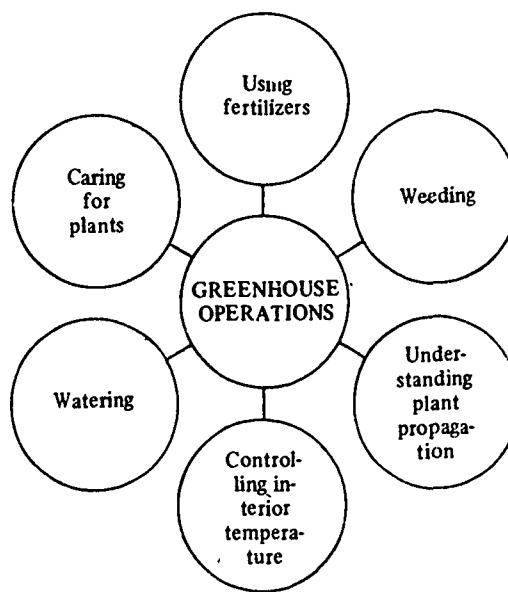 Using
fertilizers
Caring
for
plants
Weeding
GREENHOUSE
OPERATIONS
Watering
Under-
standing
plant
propaga-
tion
Control-
ling in-
terior
tempera-
ture